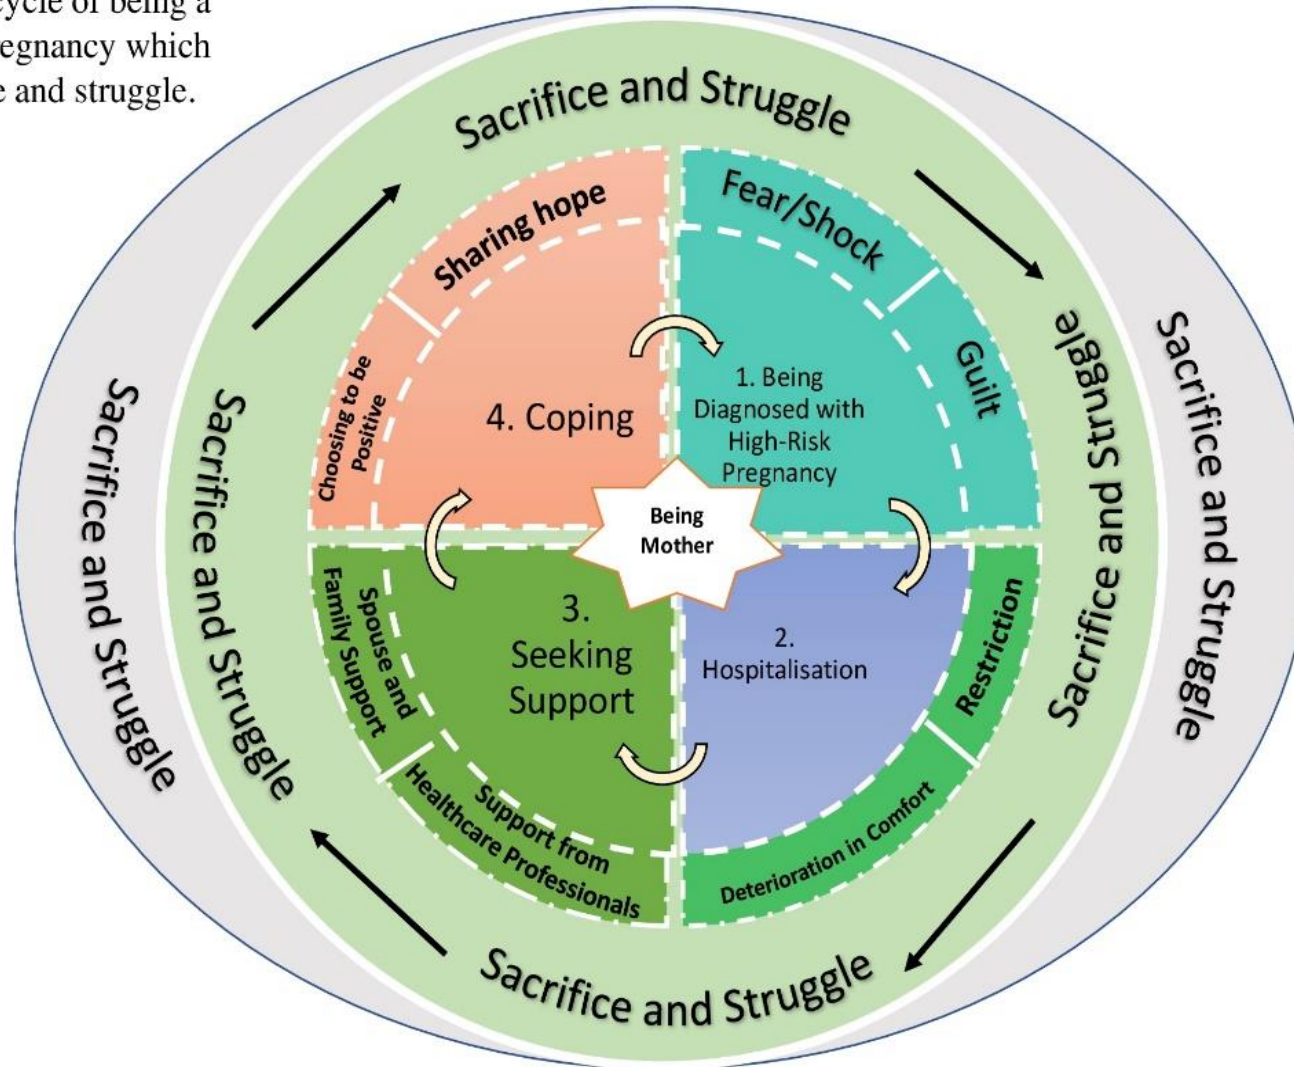 cycle of being a
regnancy which
e and struggle.
Sacrifice and Struggle
Sacrifice and Struggle
Sacrifice and Struggle
Sacrifice and Struggle
Sacrifice and Struggle
Sacrifice and Struggle
Fear/Shock
Guilt
1. Being
Diagnosed with
High-Risk
Pregnancy
Restriction
Deterioration in Comfort
2.
Hospitalisation
Support from
Healthcare Professionals
Spouse and
Family Support
3.
Seeking
Support
Choosing to be
Positive
Sharing hope
4. Coping
Being
Mother